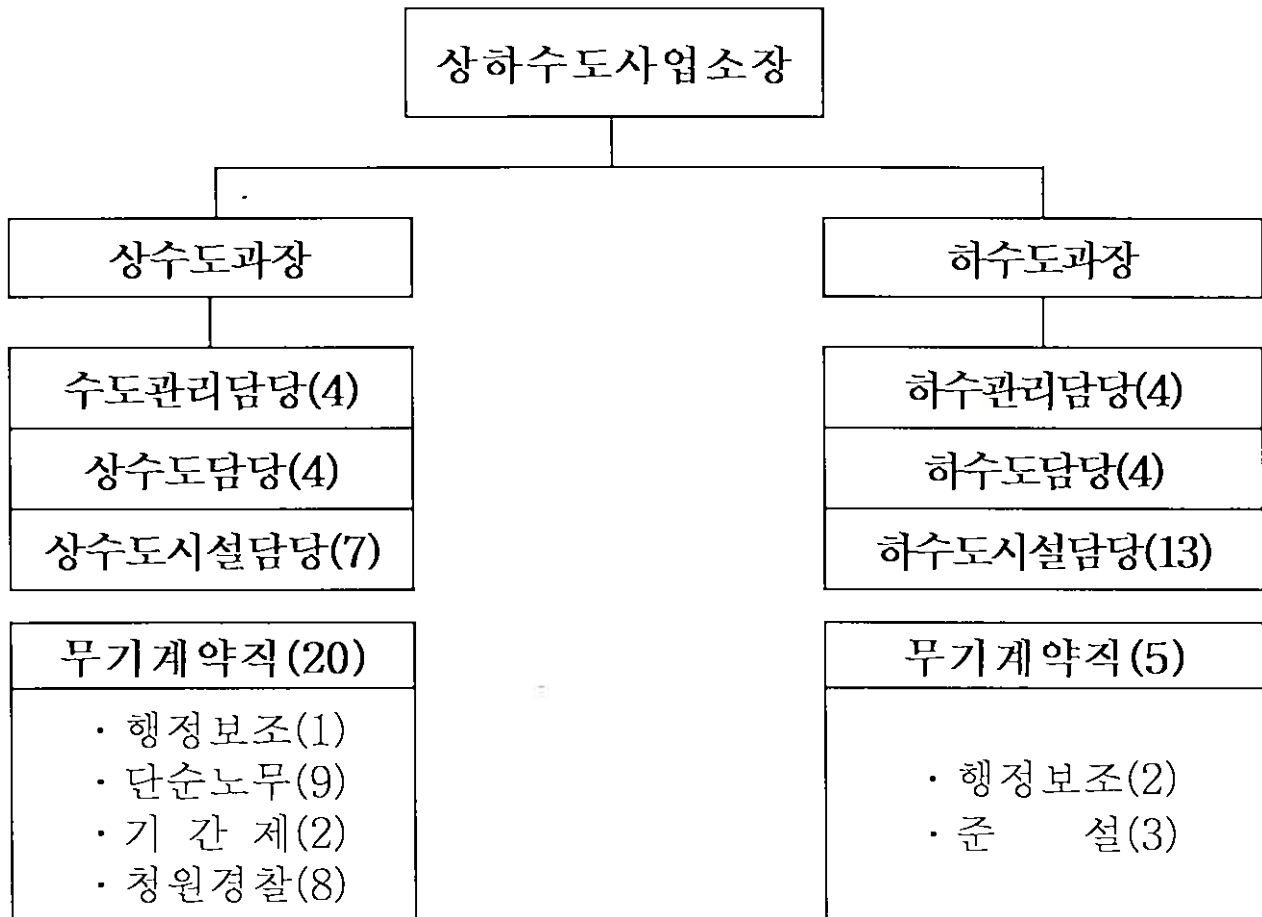 상하수도사업소장
상수도과장
수도관리담당(4)
상수도담당(4)
상수도시설담당(7)
무기계약직(20)
· 행정보조(1)
· 단순노무(9)
· 기 간 제(2)
· 청원경찰(8)
하수도과장
하수관리담당(4)
하수도담당(4)
하수도시설담당(13)
무기계약직(5)
· 행정보조(2)
· 준 설(3)